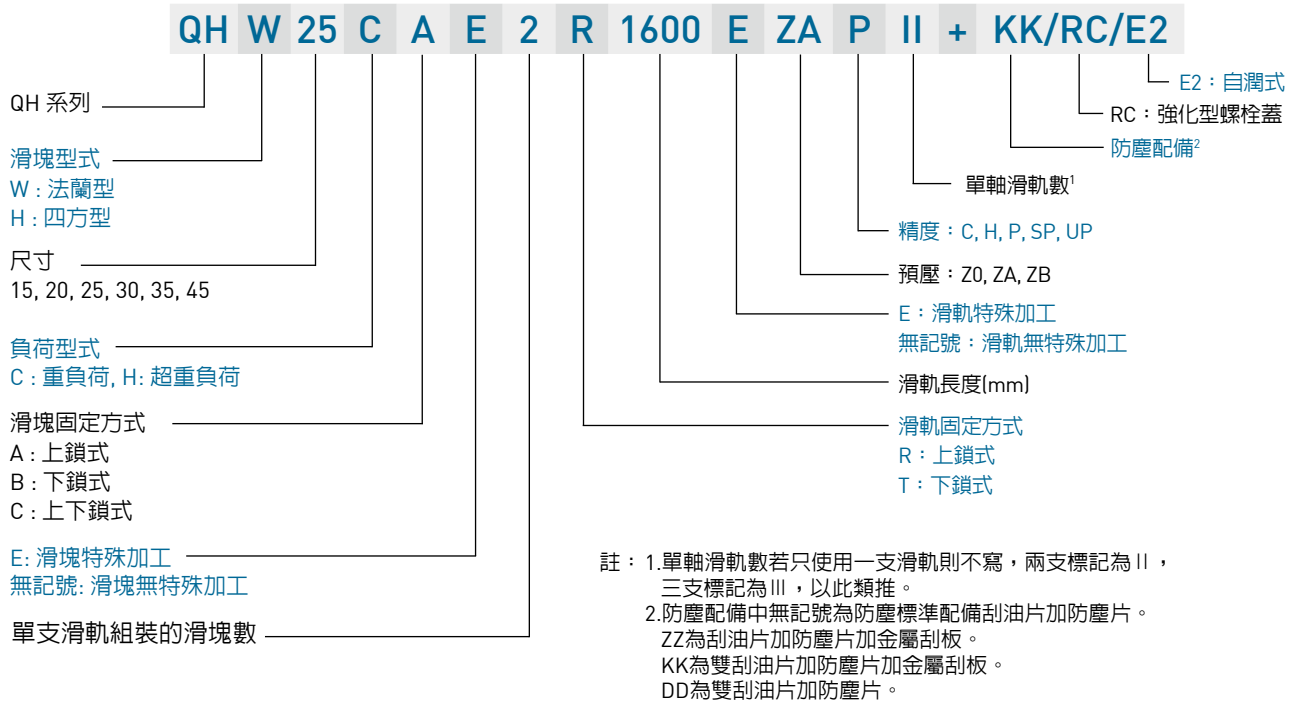 QH W 25 C A E 2 R 1600 E ZA P II + KK/RC/E2
QH 系列
滑塊型式
W : 法蘭型
H : 四方型
尺寸
15, 20, 25, 30, 35, 45
負荷型式
C : 重負荷, H: 超重負荷
滑塊固定方式
A : 上鎖式
B : 下鎖式
C : 上下鎖式
E: 滑塊特殊加工
無記號: 滑塊無特殊加工
單支滑軌組裝的滑塊數
E2：自潤式
RC：強化型螺栓蓋
防塵配備2
單軸滑軌數1
精度：C, H, P, SP, UP
預壓：Z0, ZA, ZB
E：滑軌特殊加工
無記號：滑軌無特殊加工
滑軌長度(mm)
滑軌固定方式
R：上鎖式
T：下鎖式
註：1.單軸滑軌數若只使用一支滑軌則不寫，兩支標記為II，
三支標記為III，以此類推。
2.防塵配備中無記號為防塵標準配備刮油片加防塵片。
ZZ為刮油片加防塵片加金屬刮板。
KK為雙刮油片加防塵片加金屬刮板。
DD為雙刮油片加防塵片。